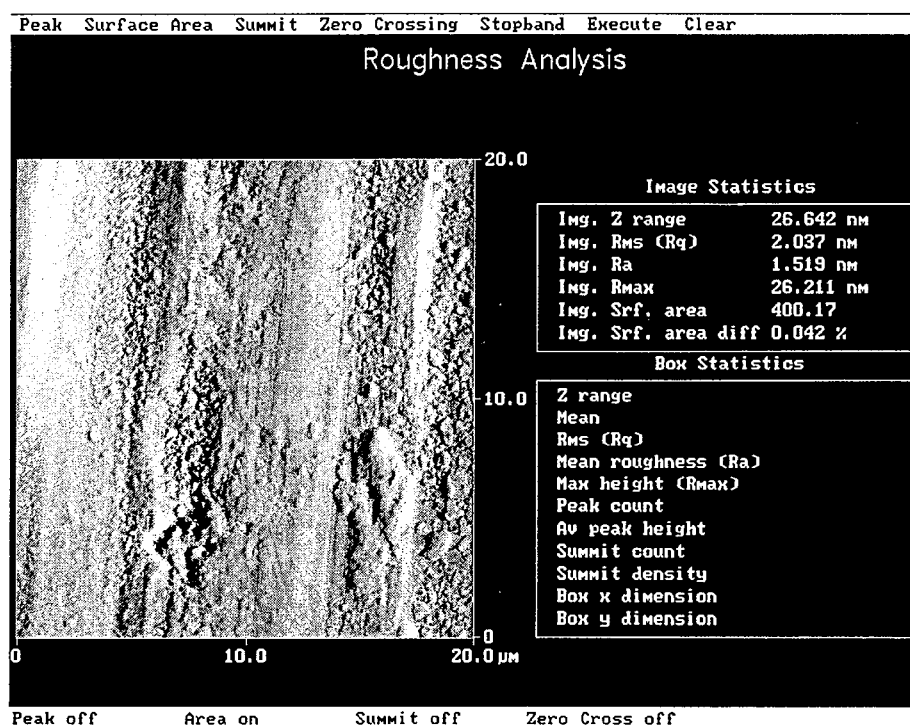 Peak Surface Area Summit Zero Crossing Stopband Execute Clear
Roughness Analysis
20.0
10.0
0
0 10.0 20.0 µm
Image Statistics
Img. Z range 26.642 nm
Img. Rms (Rq) 2.037 nm
Img. Ra 1.519 nm
Img. Rmax 26.211 nm
Img. Srf. area 400.17
Img. Srf. area diff 0.042 %
Box Statistics
Z range
Mean
Rms (Rq)
Mean roughness (Ra)
Max height (Rmax)
Peak count
Av peak height
Summit count
Summit density
Box x dimension
Box y dimension
Peak off Area on Summit off Zero Cross off